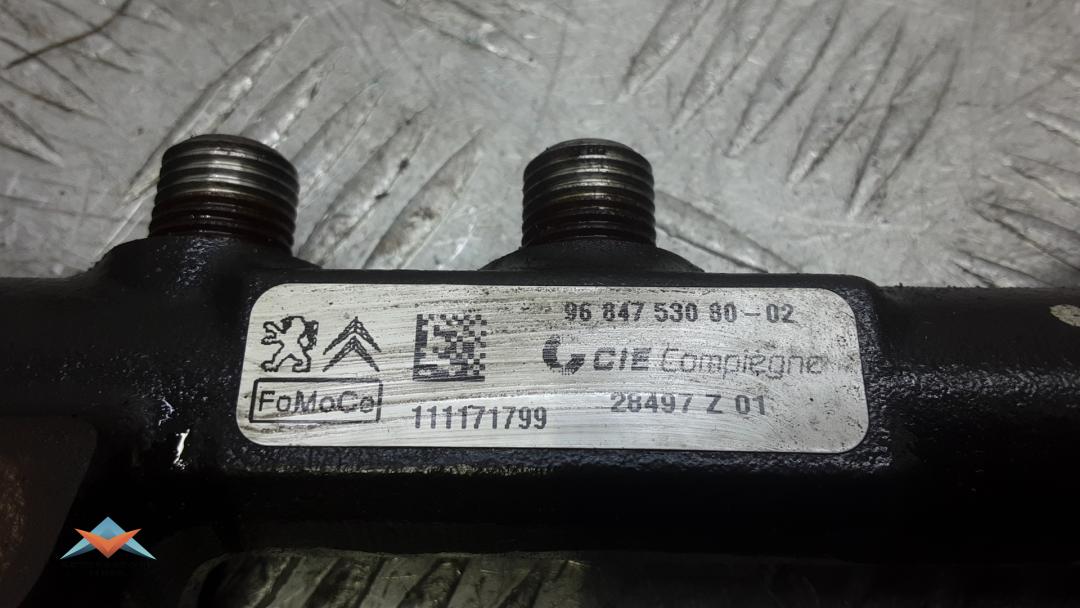 96 847 530 80-02
CIE Compiegne
FoMoCo
111171799
28497 Z 01